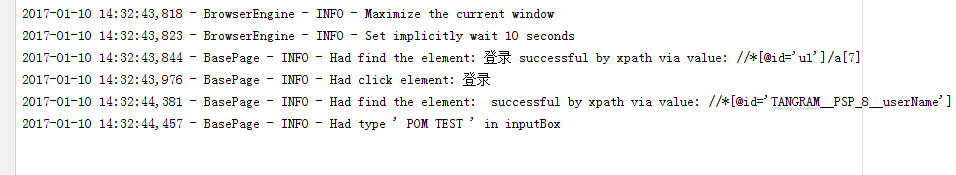 2017-01-10 14:32:43,818 - BrowserEngine - INFO - Maximize the current window
2017-01-10 14:32:43,823 - BrowserEngine - INFO - Set implicitly wait 10 seconds
2017-01-10 14:32:43,844 - BasePage - INFO - Had find the element: 登录 successful by xpath via value: //*[@id='u1']/a[7]
2017-01-10 14:32:43,976 - BasePage - INFO - Had click element: 登录
2017-01-10 14:32:44,381 - BasePage - INFO - Had find the element:  successful by xpath via value: //*[@id='TANGRAM__PSP_8__userName']
2017-01-10 14:32:44,457 - BasePage - INFO - Had type ' POM TEST ' in inputBox